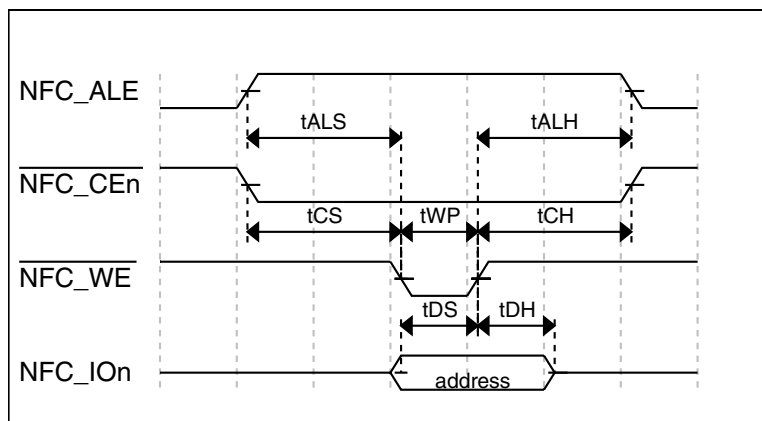 NFC_ALE
tALS tALH
NFC_CEn
tCS tWP tCH
NFC_WE
tDS tDH
NFC_IOn
address